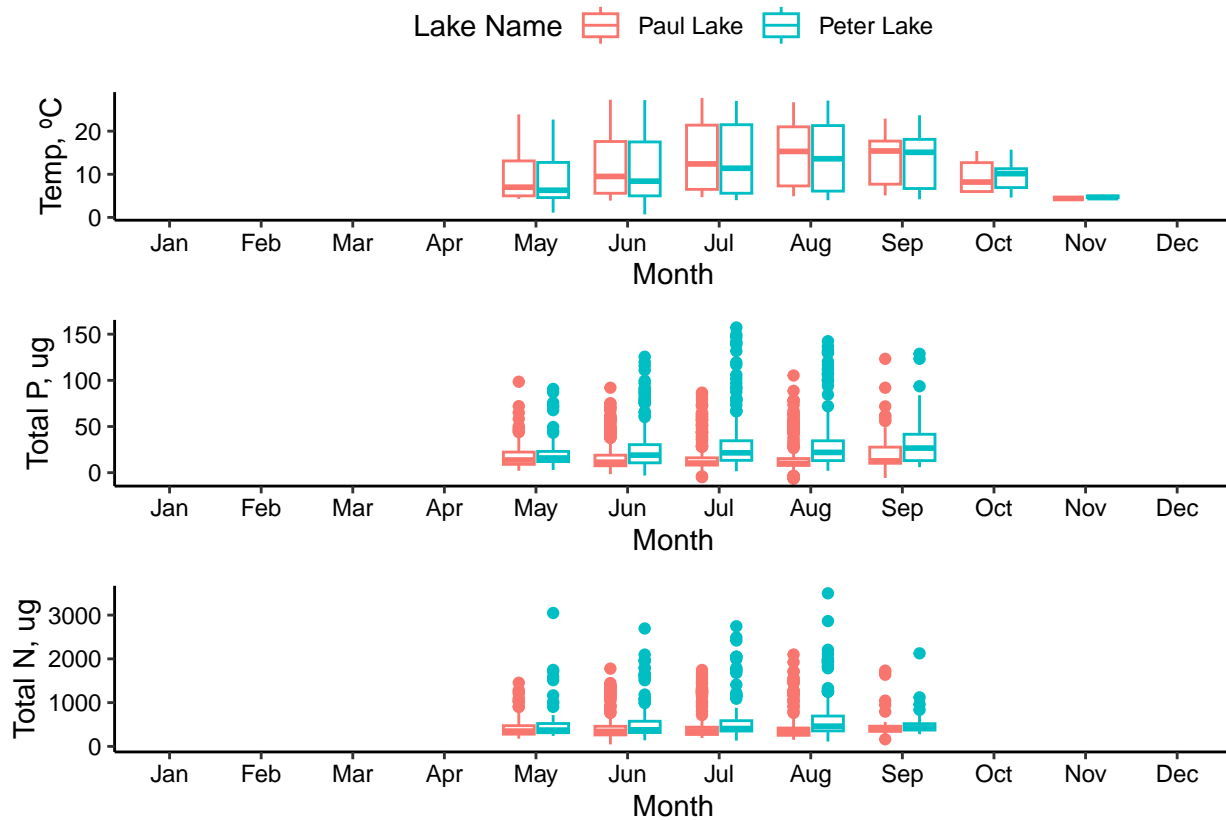 Lake Name Paul Lake Peter Lake
Temp, ºC
20
10
0
Jan Feb Mar Apr May Jun Jul Aug Sep Oct Nov Dec
Month
Total P, ug
150
100
50
0
Jan Feb Mar Apr May Jun Jul Aug Sep Oct Nov Dec
Month
Total N, ug
3000
2000
1000
0
Jan Feb Mar Apr May Jun Jul Aug Sep Oct Nov Dec
Month